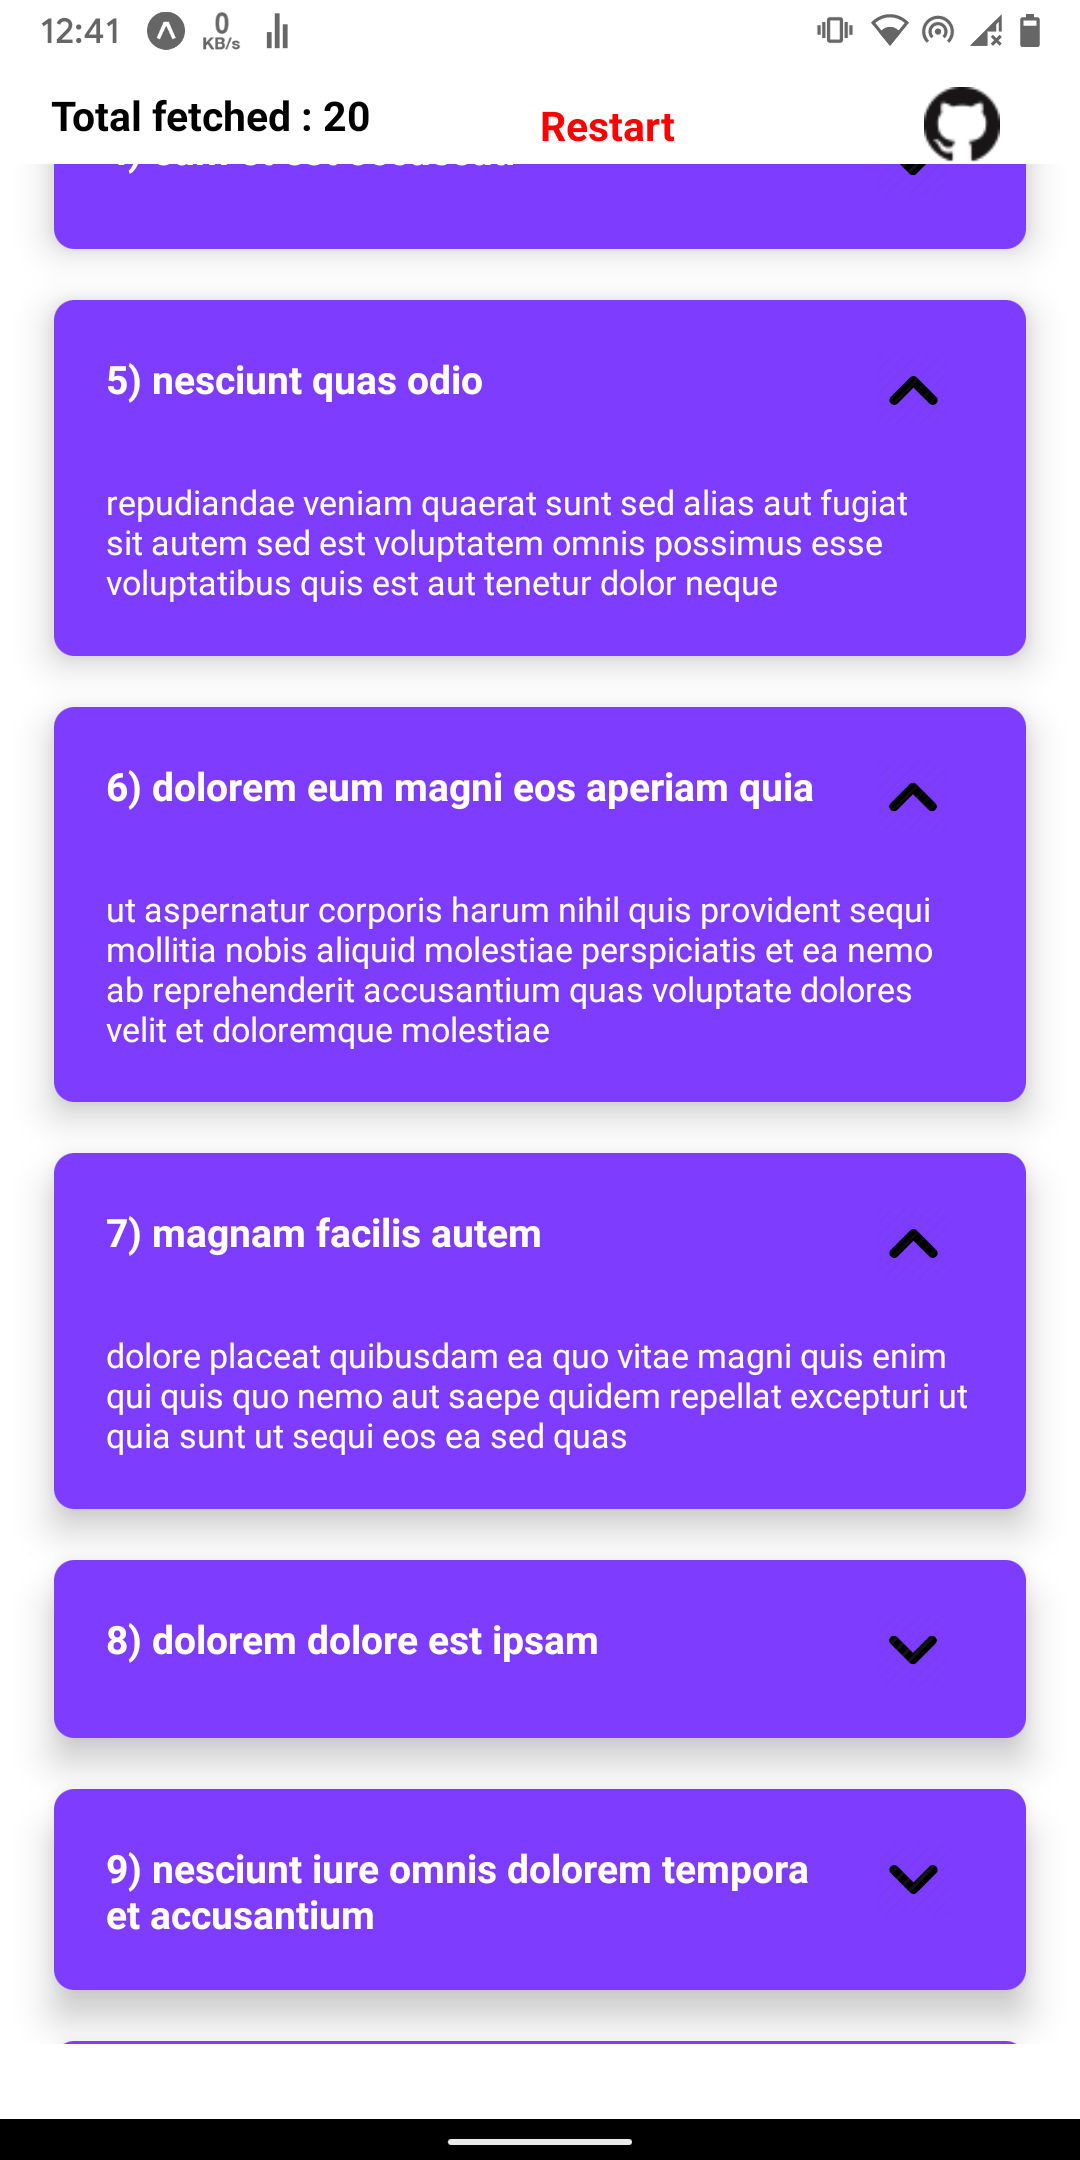 12:41
0
KB/s
Total fetched : 20
Restart
5) nesciunt quas odio
repudiandae veniam quaerat sunt sed alias aut fugiat
sit autem sed est voluptatem omnis possimus esse
voluptatibus quis est aut tenetur dolor neque
6) dolorem eum magni eos aperiam quia
ut aspernatur corporis harum nihil quis provident sequi
mollitia nobis aliquid molestiae perspiciatis et ea nemo
ab reprehenderit accusantium quas voluptate dolores
velit et doloremque molestiae
7) magnam facilis autem
dolore placeat quibusdam ea quo vitae magni quis enim
qui quis quo nemo aut saepe quidem repellat excepturi ut
quia sunt ut sequi eos ea sed quas
8) dolorem dolore est ipsam
9) nesciunt iure omnis dolorem tempora
et accusantium